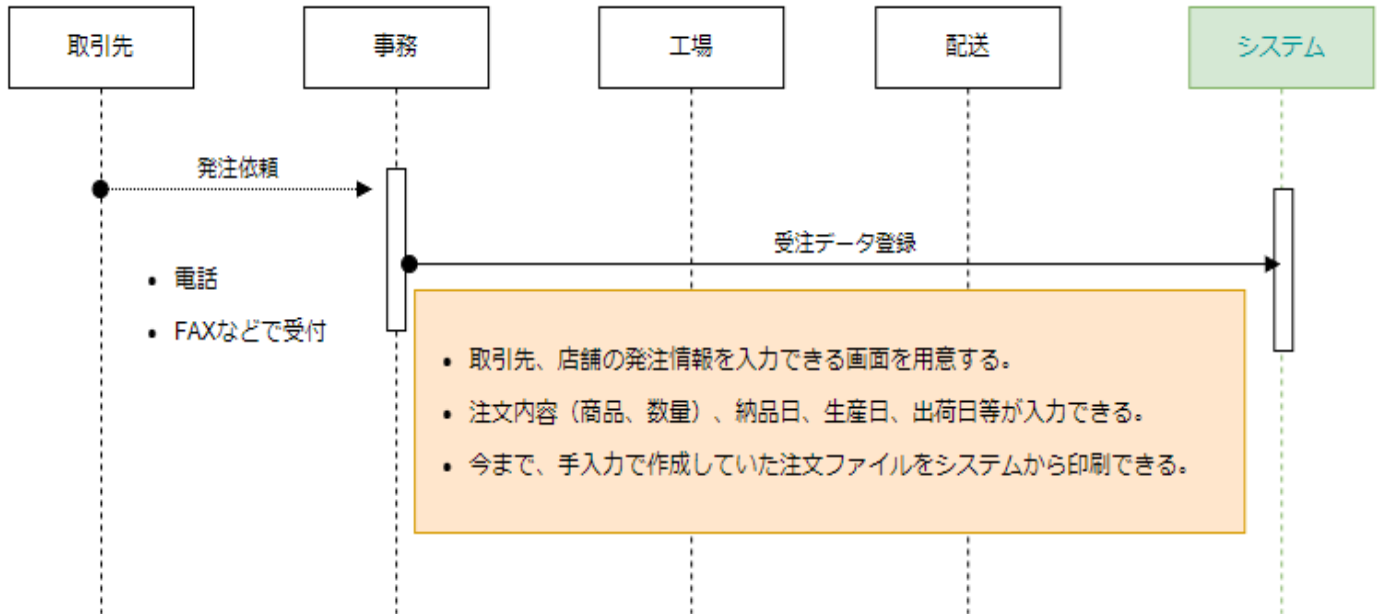 取引先
事務
工場
配送
システム
発注依頼
受注データ登録
• 電話
• FAXなどで受付
• 取引先、店舗の発注情報を入力できる画面を用意する。
• 注文内容（商品、数量）、納品日、生産日、出荷日等が入力できる。
• 今まで、手入力で作成していた注文ファイルをシステムから印刷できる。